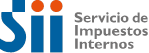 Sii
Servicio de
Impuestos
Internos